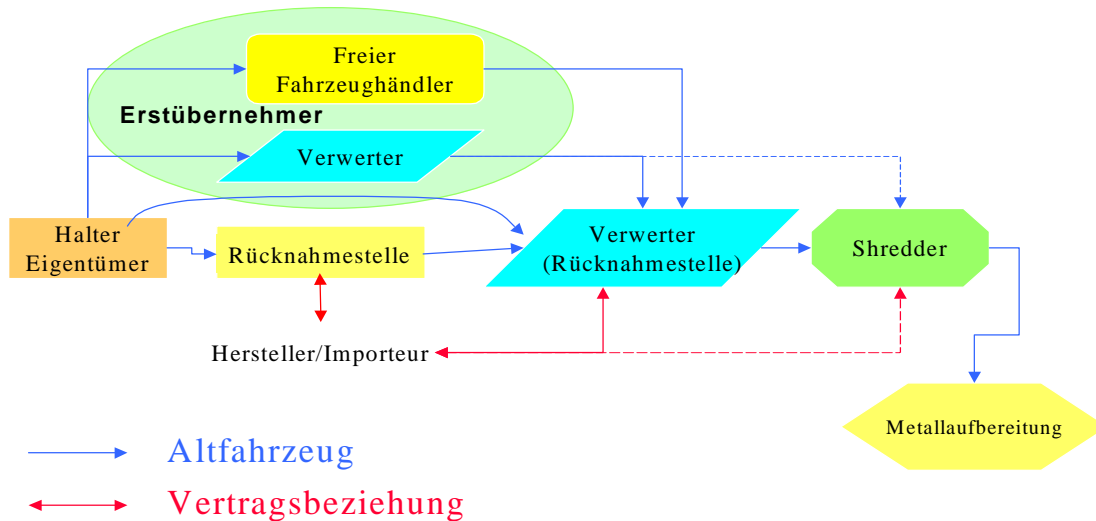 Freier
Fahrzeughändler
Erstübernehmer
Verwerter
Halter
Eigentümer
Rücknahmestelle
Verwerter
(Rücknahmestelle)
Shredder
Hersteller/Importeur
Metallaufbereitung
Altfahrzeug
Vertragsbeziehung